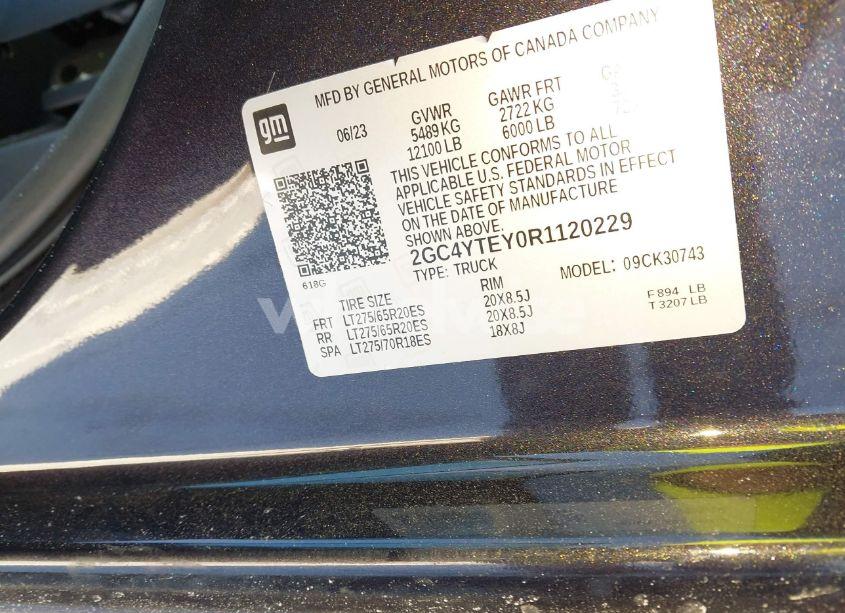 MFD BY GENERAL MOTORS OF CANADA COMPANY
gm
06/23
GVWR
5489 KG
12100 LB
GAWR FRT
2722 KG
6000 LB
THIS VEHICLE CONFORMS TO ALL
APPLICABLE U.S. FEDERAL MOTOR
VEHICLE SAFETY STANDARDS IN EFFECT
ON THE DATE OF MANUFACTURE
SHOWN ABOVE.
618G
2GC4YTEY0R1120229
TYPE: TRUCK
MODEL: 09CK30743
TIRE SIZE RIM
FRT LT275/65R20ES 20X8.5J F 894 LB
RR LT275/65R20ES 20X8.5J T 3207 LB
SPA LT275/70R18ES 18X8J